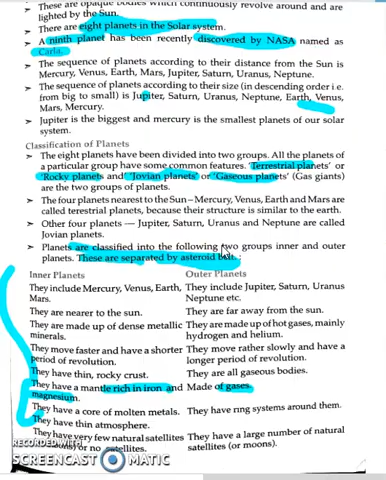 ➢ These are opaque bodies which continuously revolve around and are
lighted by the Sun.
➢ There are eight planets in the Solar system.
➢ A ninth planet has been recently discovered by NASA named as
Carla.
➢ The sequence of planets according to their distance from the Sun is
Mercury, Venus, Earth, Mars, Jupiter, Saturn, Uranus, Neptune.
➢ The sequence of planets according to their size (in descending order i.e.
from big to small) is Jupiter, Saturn, Uranus, Neptune, Earth, Venus,
Mars, Mercury.
➢ Jupiter is the biggest and mercury is the smallest planets of our solar
system.
Classification of Planets
➢ The eight planets have been divided into two groups. All the planets of
a particular group have some common features. 'Terrestrial planets' or
'Rocky planets and 'Jovian planets' or 'Gaseous planets' (Gas giants)
are the two groups of planets.
➢ The four planets nearest to the Sun–Mercury, Venus, Earth and Mars are
called terestrial planets, because their structure is similar to the earth.
➢ Other four planets — Jupiter, Saturn, Uranus and Neptune are called
Jovian planets.
➢ Planets are classified into the following two groups inner and outer
planets. These are separated by asteroid belt. :
Inner Planets Outer Planets
They include Mercury, Venus, Earth, They include Jupiter, Saturn, Uranus
Mars. Neptune etc.
They are nearer to the sun. They are far away from the sun.
They are made up of dense metallic They are made up of hot gases, mainly
minerals. hydrogen and helium.
They move faster and have a shorter They move rather slowly and have a
period of revolution. longer period of revolution.
They have thin, rocky crust. They are all gaseous bodies.
They have a mantle rich in iron and Made of gases.
magnesium.
They have a core of molten metals. They have ring systems around them.
They have thin atmosphere.
They have very few natural satellites They have a large number of natural
or no satellites. satellites (or moons).
RECORDED WITH
SCREENCAST MATIC